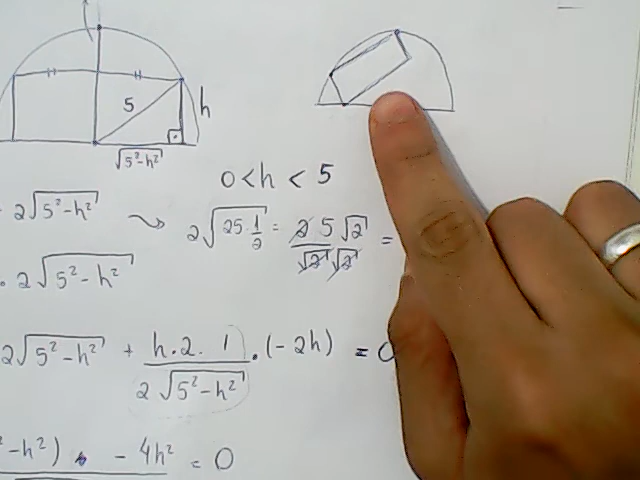 5 h
√5²-h²
0 < h < 5
2√5²-h² ⤳ 2√25·1/2 = 2 5 √2 / √2 √2 =
· 2√5²-h²
2√5²-h² + h.2. 1 / 2√5²-h² · (-2h) = 0
²-h²) · - 4h² = 0